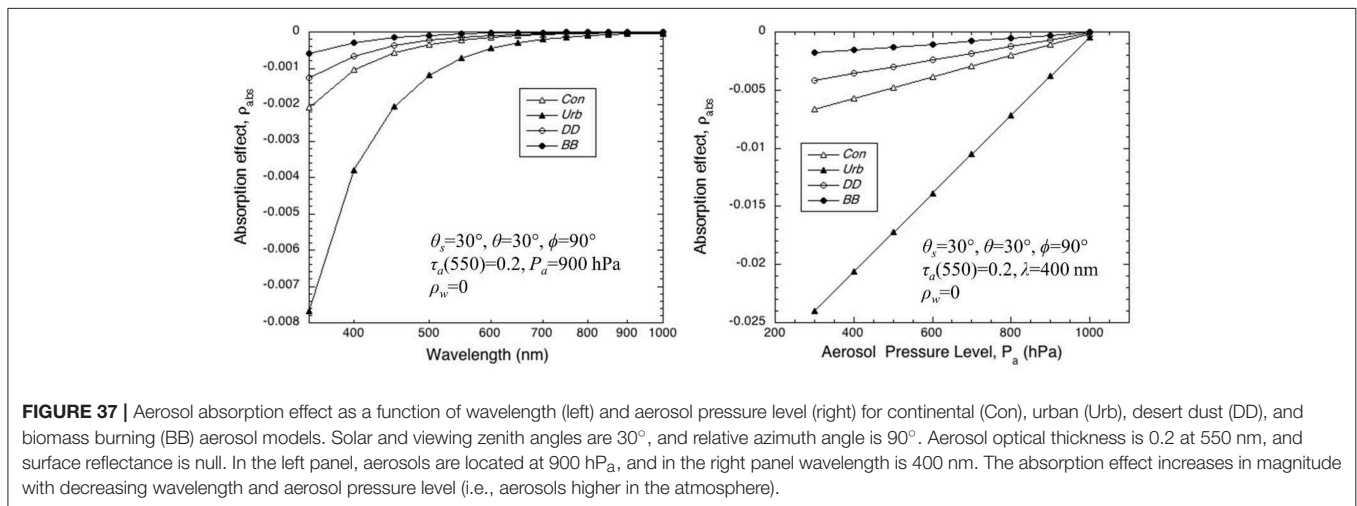 0
-0.001
-0.002
-0.003
-0.004
-0.005
-0.006
-0.007
-0.008
Absorption effect, ρabs
Con
Urb
DD
BB
θs=30°, θ=30°, ϕ=90°
τa(550)=0.2, Pa=900 hPa
ρw=0
400 500 600 700 800 900 1000
Wavelength (nm)
0
-0.005
-0.01
-0.015
-0.02
-0.025
Absorption effect, ρabs
Con
Urb
DD
BB
θs=30°, θ=30°, ϕ=90°
τa(550)=0.2, λ=400 nm
ρw=0
200 400 600 800 1000
Aerosol Pressure Level, Pa (hPa)
FIGURE 37 | Aerosol absorption effect as a function of wavelength (left) and aerosol pressure level (right) for continental (Con), urban (Urb), desert dust (DD), and
biomass burning (BB) aerosol models. Solar and viewing zenith angles are 30°, and relative azimuth angle is 90°. Aerosol optical thickness is 0.2 at 550 nm, and
surface reflectance is null. In the left panel, aerosols are located at 900 hPa, and in the right panel wavelength is 400 nm. The absorption effect increases in magnitude
with decreasing wavelength and aerosol pressure level (i.e., aerosols higher in the atmosphere).